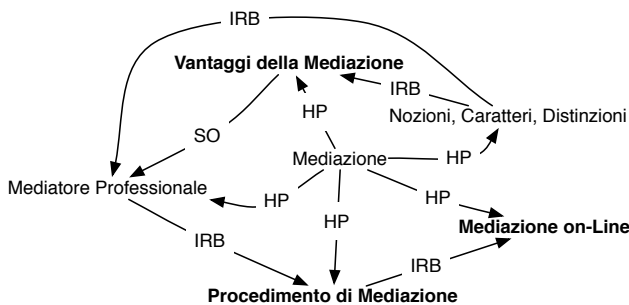 IRB
Vantaggi della Mediazione
IRB
Nozioni, Caratteri, Distinzioni
HP
SO
Mediazione
HP
Mediatore Professionale
HP
HP
HP
Mediazione on-Line
IRB
IRB
Procedimento di Mediazione